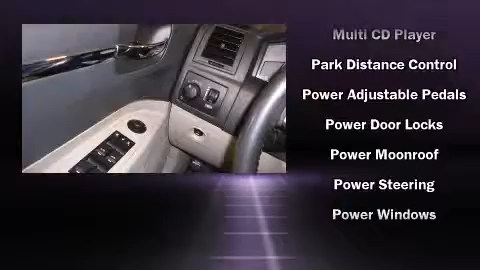 Multi CD Player
Park Distance Control
Power Adjustable Pedals
Power Door Locks
Power Moonroof
Power Steering
Power Windows